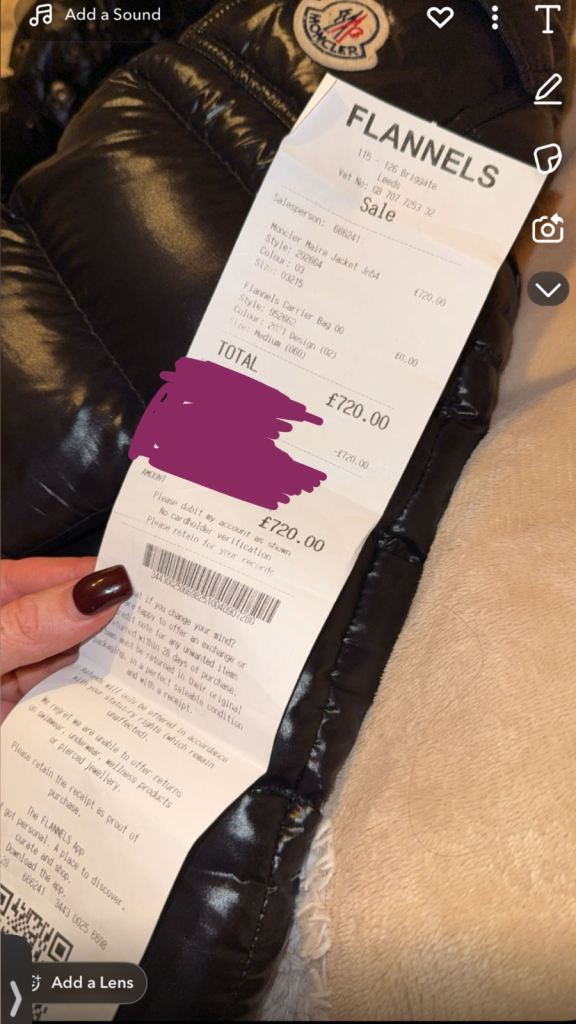 Add a Sound
MONCLER
FLANNELS
115 - 126 Briggate
Leeds
Vat No: GB 707 7253 32
Sale
Salesperson: 666241
Moncler Maire Jacket Jn54
£720.00
Style: 292664
Colour: 03
Size: 03215
Flannels Carrier Bag 00
£0.00
Style: 952662
Colour: 2021 Design (02)
Size: Medium (060)
TOTAL
£720.00
-£720.00
AMOUNT
£720.00
Please debit my account as shown
No cardholder verification
Please retain for your records
if you change your mind?
happy to offer an exchange or
credit note for any unwanted items
returned within 28 days of purchase.
must be returned in their original
packaging, in a perfect saleable condition
and with a receipt.
Refunds will only be offered in accordance
with your statutory rights (which remain
unaffected).
We regret we are unable to offer returns
on swimwear, underwear, wellness products
or pierced jewellery.
Please retain the receipt as proof of
purchase.
The FLANNELS App
got personal. A place to discover,
curate and shop.
Download the app.
28 666241 3443 0025 6698
Add a Lens